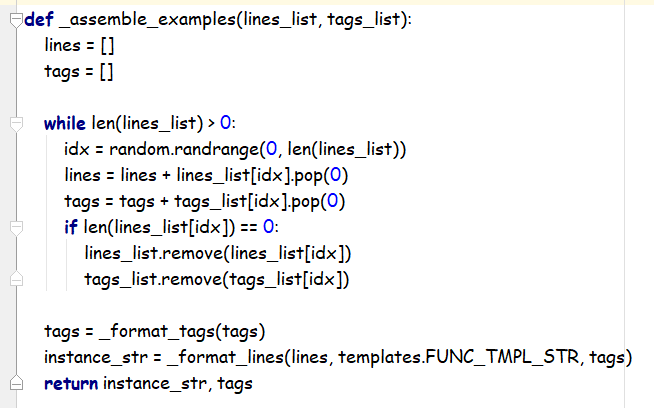 def _assemble_examples(lines_list, tags_list):
    lines = []
    tags = []

    while len(lines_list) > 0:
        idx = random.randrange(0, len(lines_list))
        lines = lines + lines_list[idx].pop(0)
        tags = tags + tags_list[idx].pop(0)
        if len(lines_list[idx]) == 0:
            lines_list.remove(lines_list[idx])
            tags_list.remove(tags_list[idx])

    tags = _format_tags(tags)
    instance_str = _format_lines(lines, templates.FUNC_TMPL_STR, tags)
    return instance_str, tags